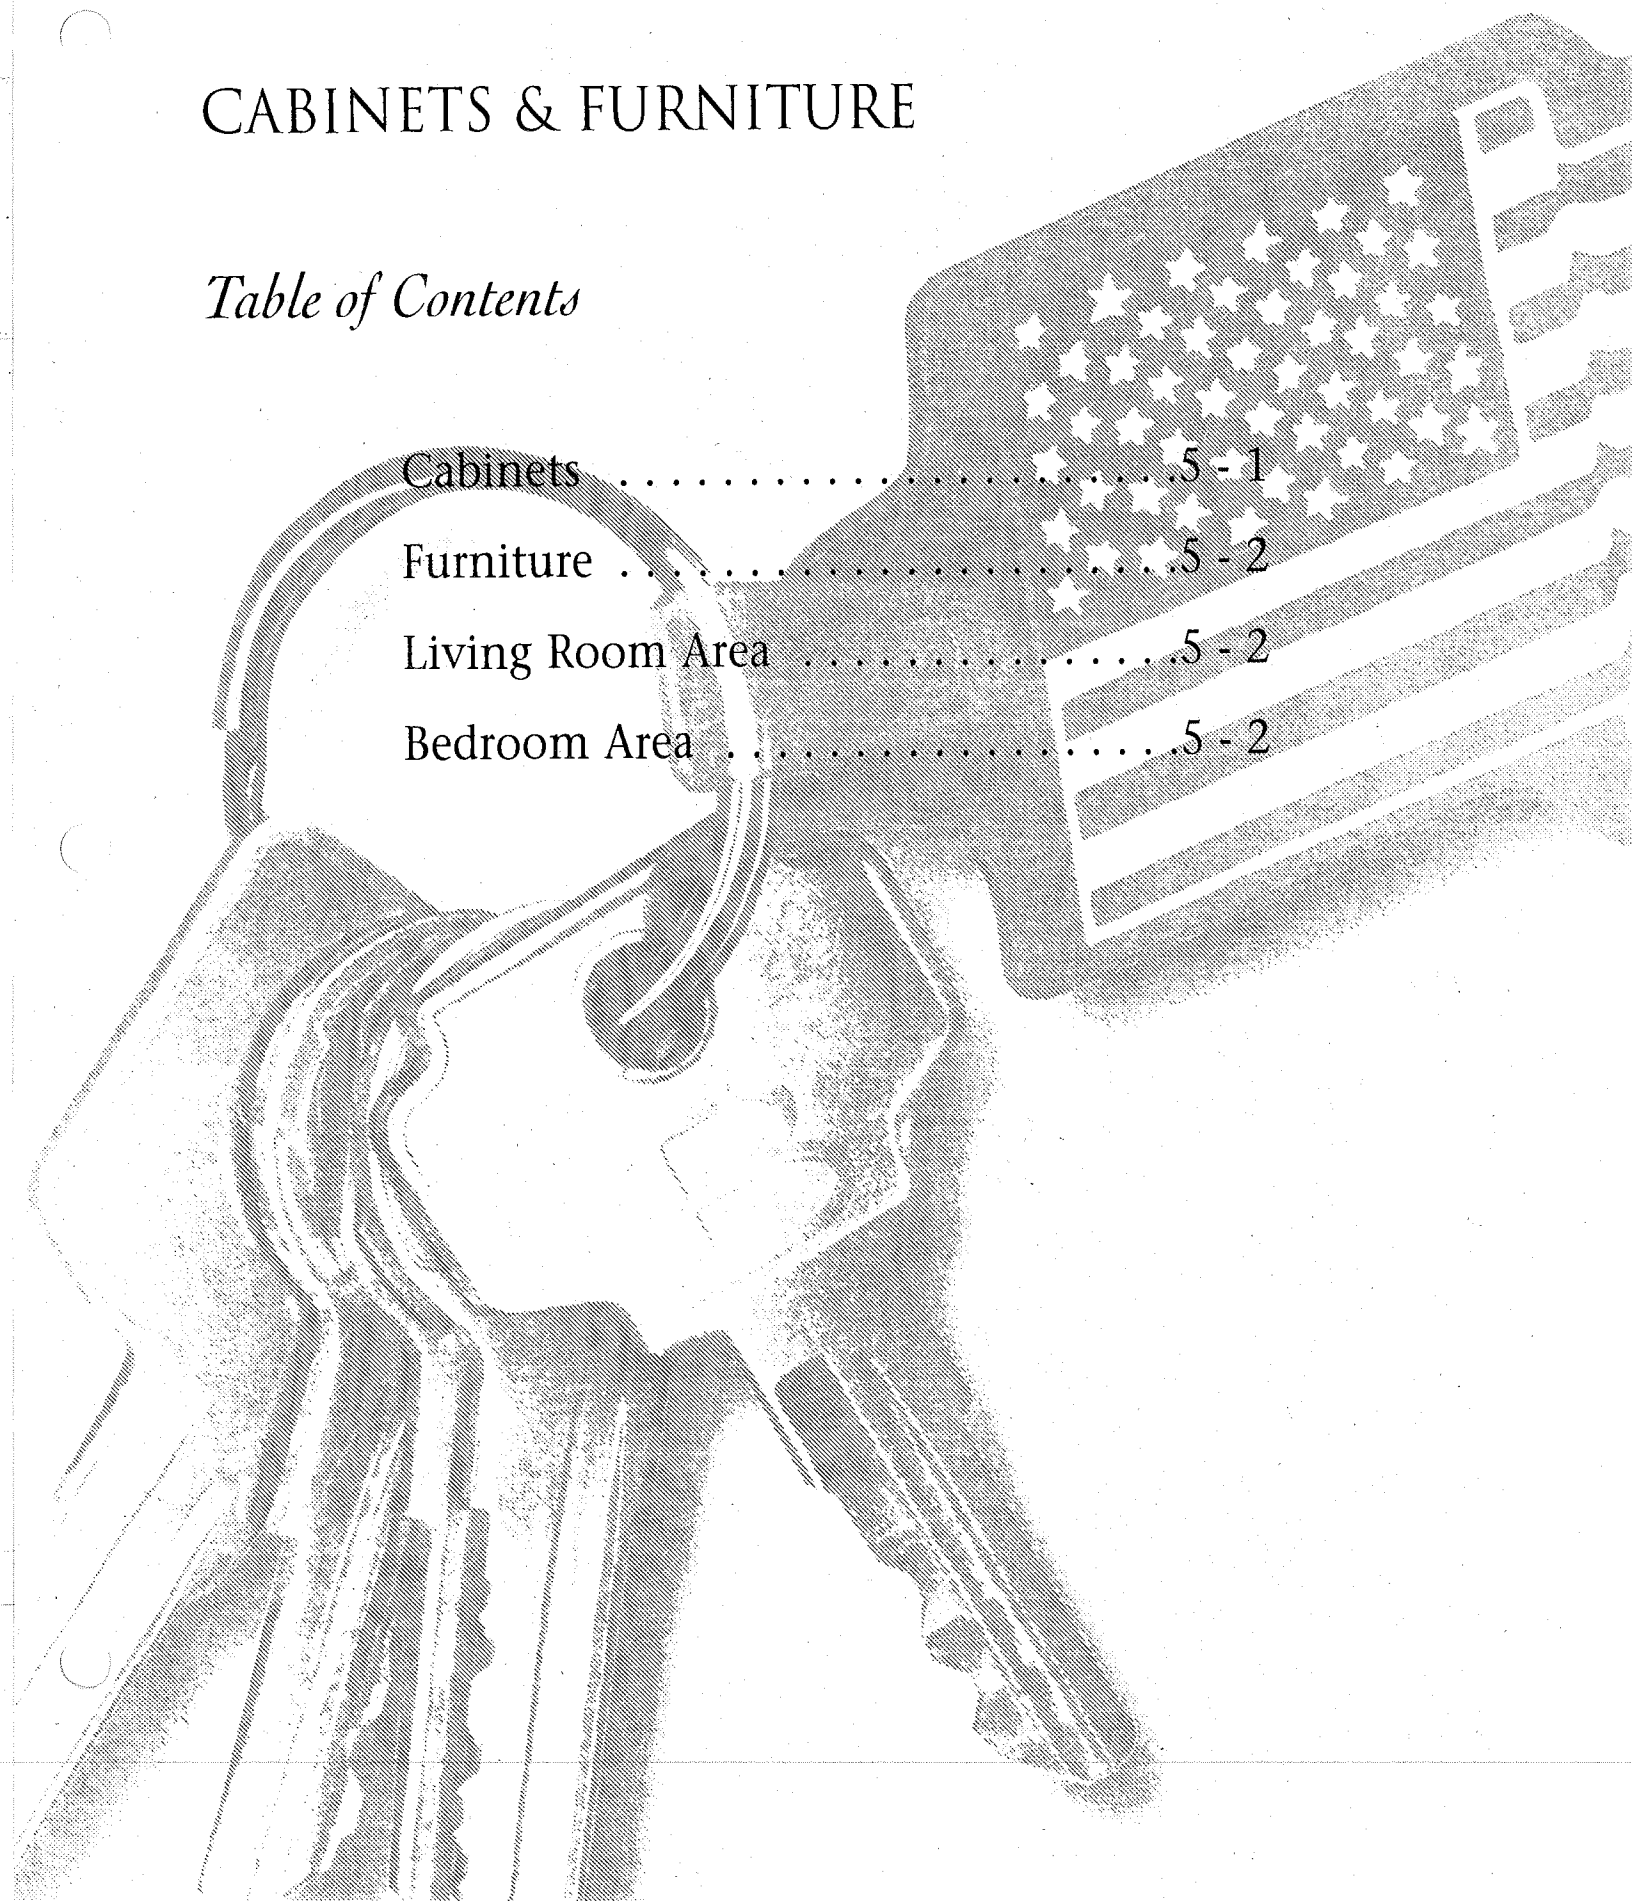 CABINETS & FURNITURE
Table of Contents
Cabinets . . . . . . . . . . . . . . . . . . . . . .5 - 1
Furniture . . . . . . . . . . . . . . . . . . . . . .5 - 2
Living Room Area . . . . . . . . . . . . . . .5 - 2
Bedroom Area . . . . . . . . . . . . . . . . . .5 - 2